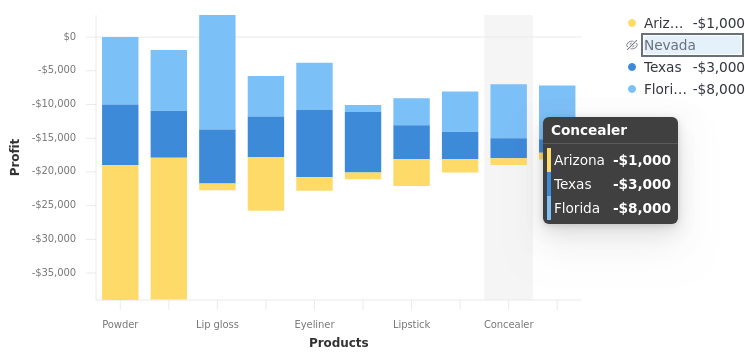 $0
-$5,000
-$10,000
-$15,000
-$20,000
-$25,000
-$30,000
-$35,000
Profit
Powder
Lip gloss
Eyeliner
Lipstick
Concealer
Products
Ariz... -$1,000
Nevada
Texas -$3,000
Flori... -$8,000
Concealer
Arizona -$1,000
Texas -$3,000
Florida -$8,000